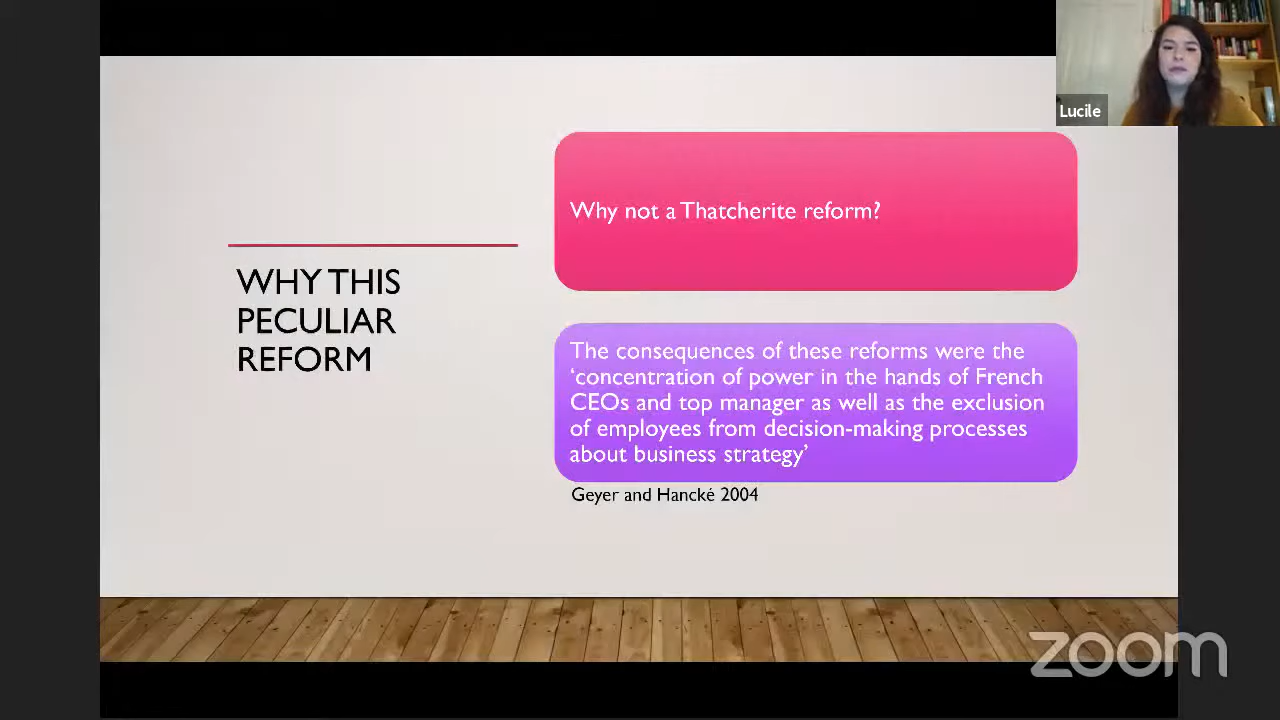 Lucile
WHY THIS
PECULIAR
REFORM
Why not a Thatcherite reform?
The consequences of these reforms were the
‘concentration of power in the hands of French
CEOs and top manager as well as the exclusion
of employees from decision-making processes
about business strategy’
Geyer and Hancké 2004
zoom